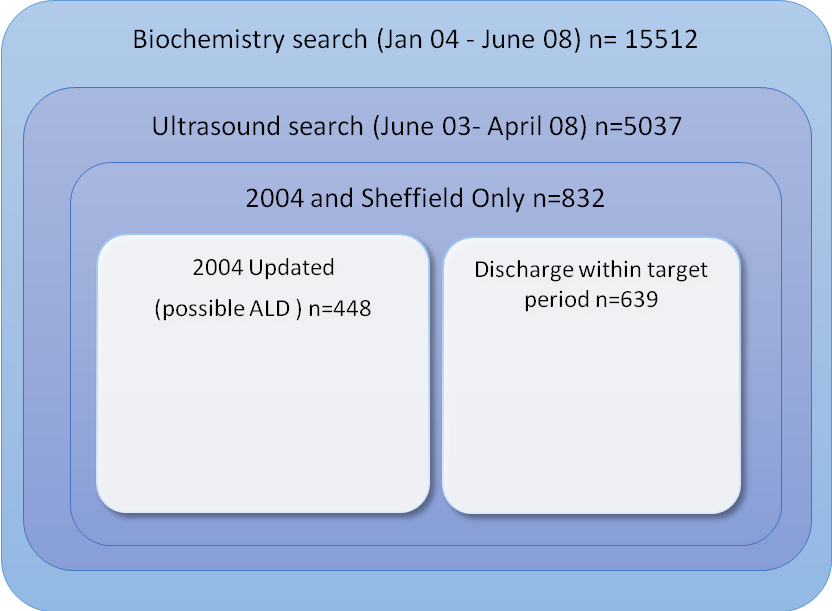 Biochemistry search (Jan 04 - June 08) n= 15512
Ultrasound search (June 03- April 08) n=5037
2004 and Sheffield Only n=832
2004 Updated
(possible ALD ) n=448
Discharge within target
period n=639